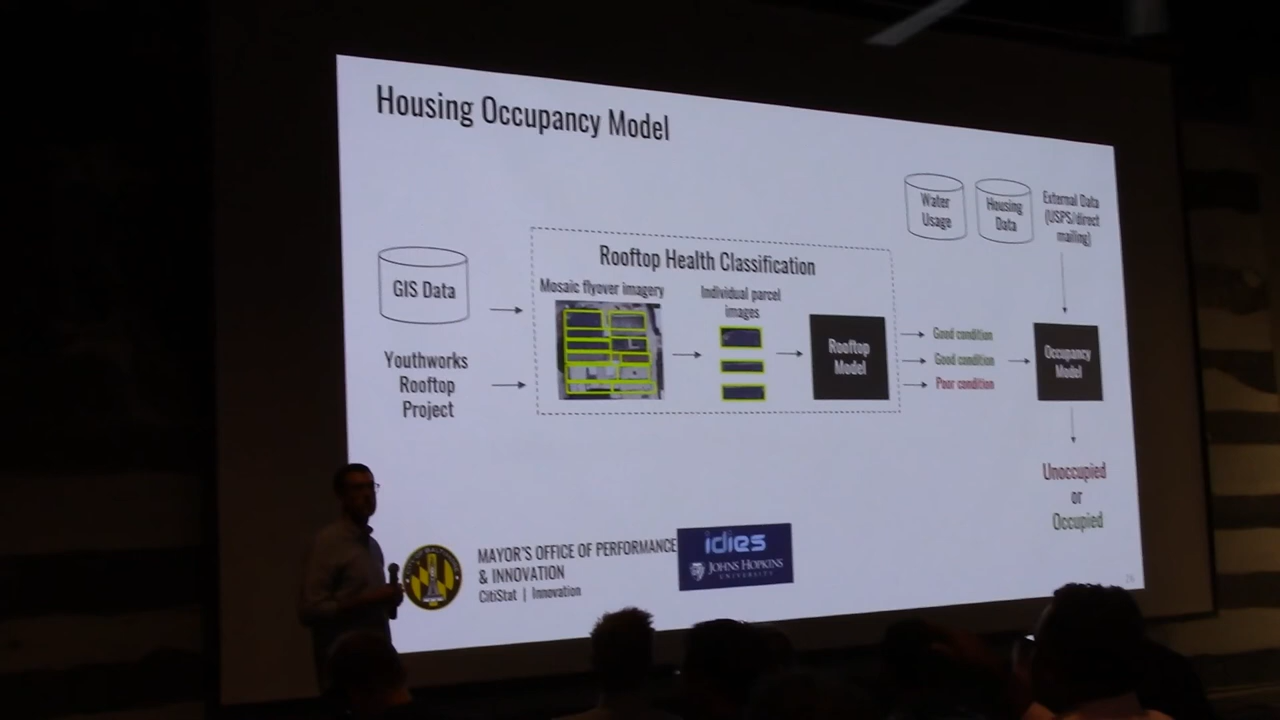 Housing Occupancy Model
Water
Usage
Housing
Data
External Data
(USPS/direct
mailing)
GIS Data
Youthworks
Rooftop
Project
Rooftop Health Classification
Mosaic flyover imagery
Individual parcel
images
Rooftop
Model
Good condition
Good condition
Poor condition
Occupancy
Model
Unoccupied
or
Occupied
MAYOR'S OFFICE OF PERFORMANCE
& INNOVATION
CitiStat | Innovation
idies
JOHNS HOPKINS
UNIVERSITY